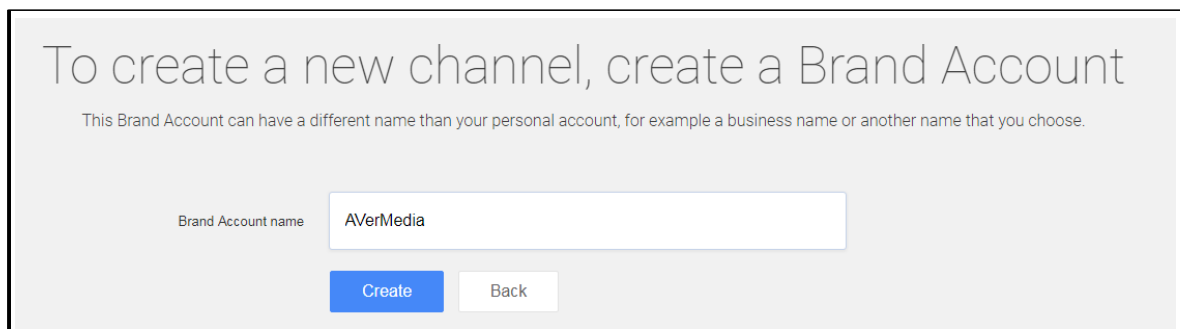 To create a new channel, create a Brand Account
This Brand Account can have a different name than your personal account, for example a business name or another name that you choose.
Brand Account name AVerMedia
Create Back